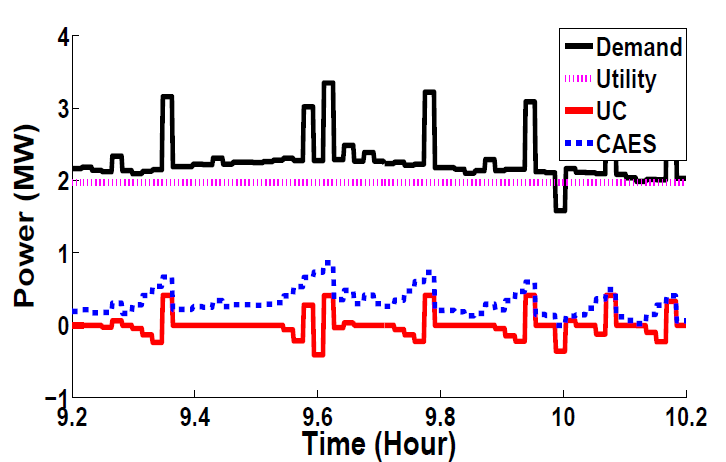 4
3
2
1
0
−1
Power (MW)
9.2 9.4 9.6 9.8 10 10.2
Time (Hour)
Demand
Utility
UC
CAES